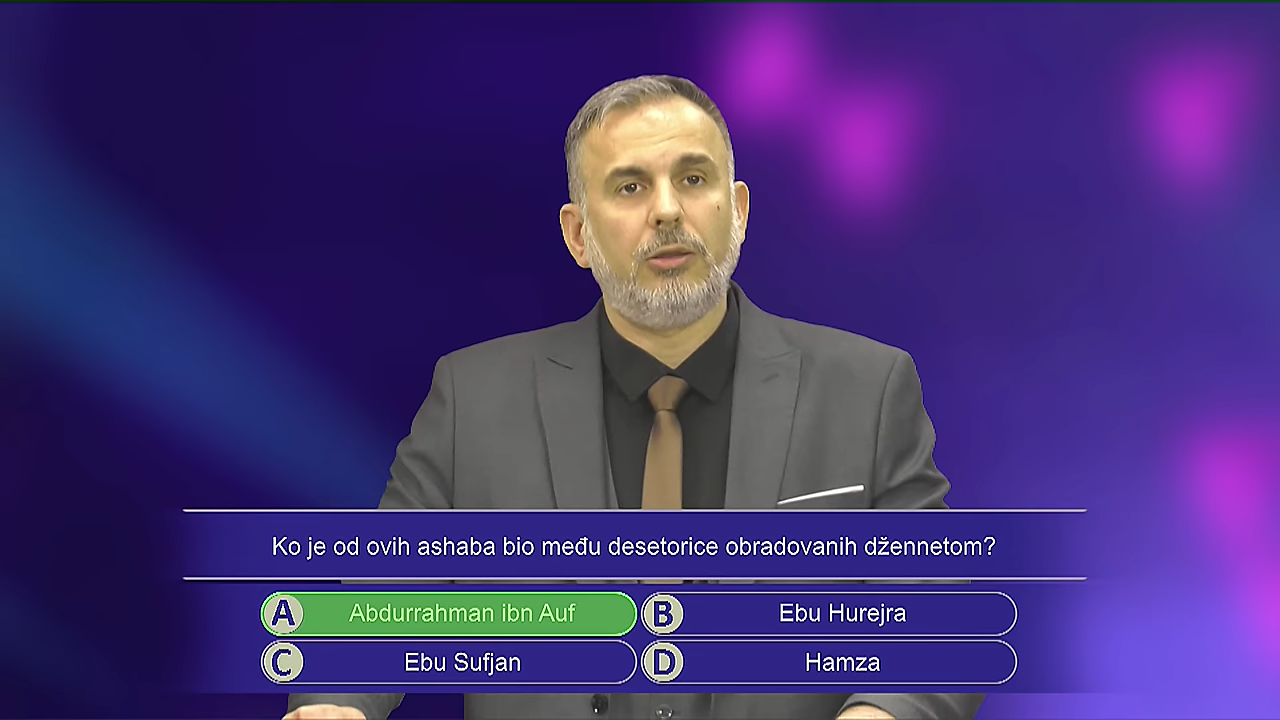 Ko je od ovih ashaba bio među desetorice obradovanih džennetom?
A Abdurrahman ibn Auf
B Ebu Hurejra
C Ebu Sufjan
D Hamza